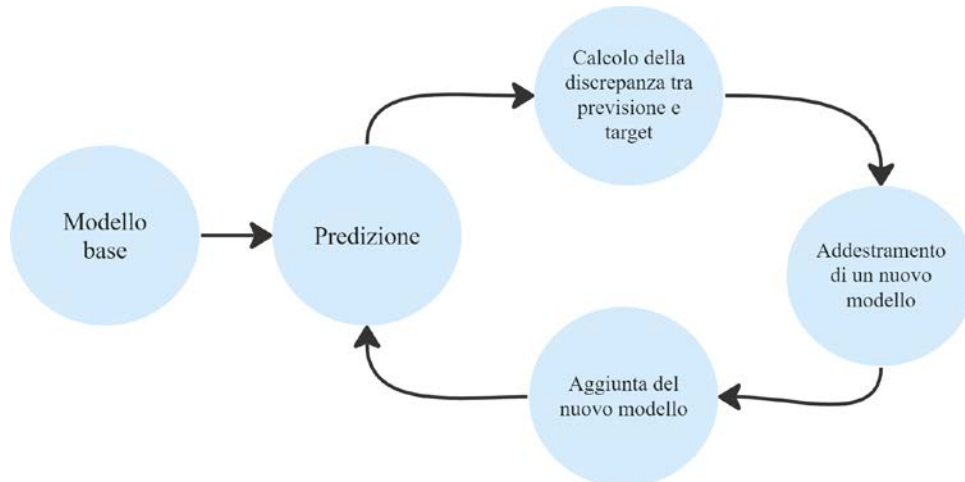 Modello
base
Predizione
Calcolo della
discrepanza tra
previsione e
target
Addestramento
di un nuovo
modello
Aggiunta del
nuovo modello